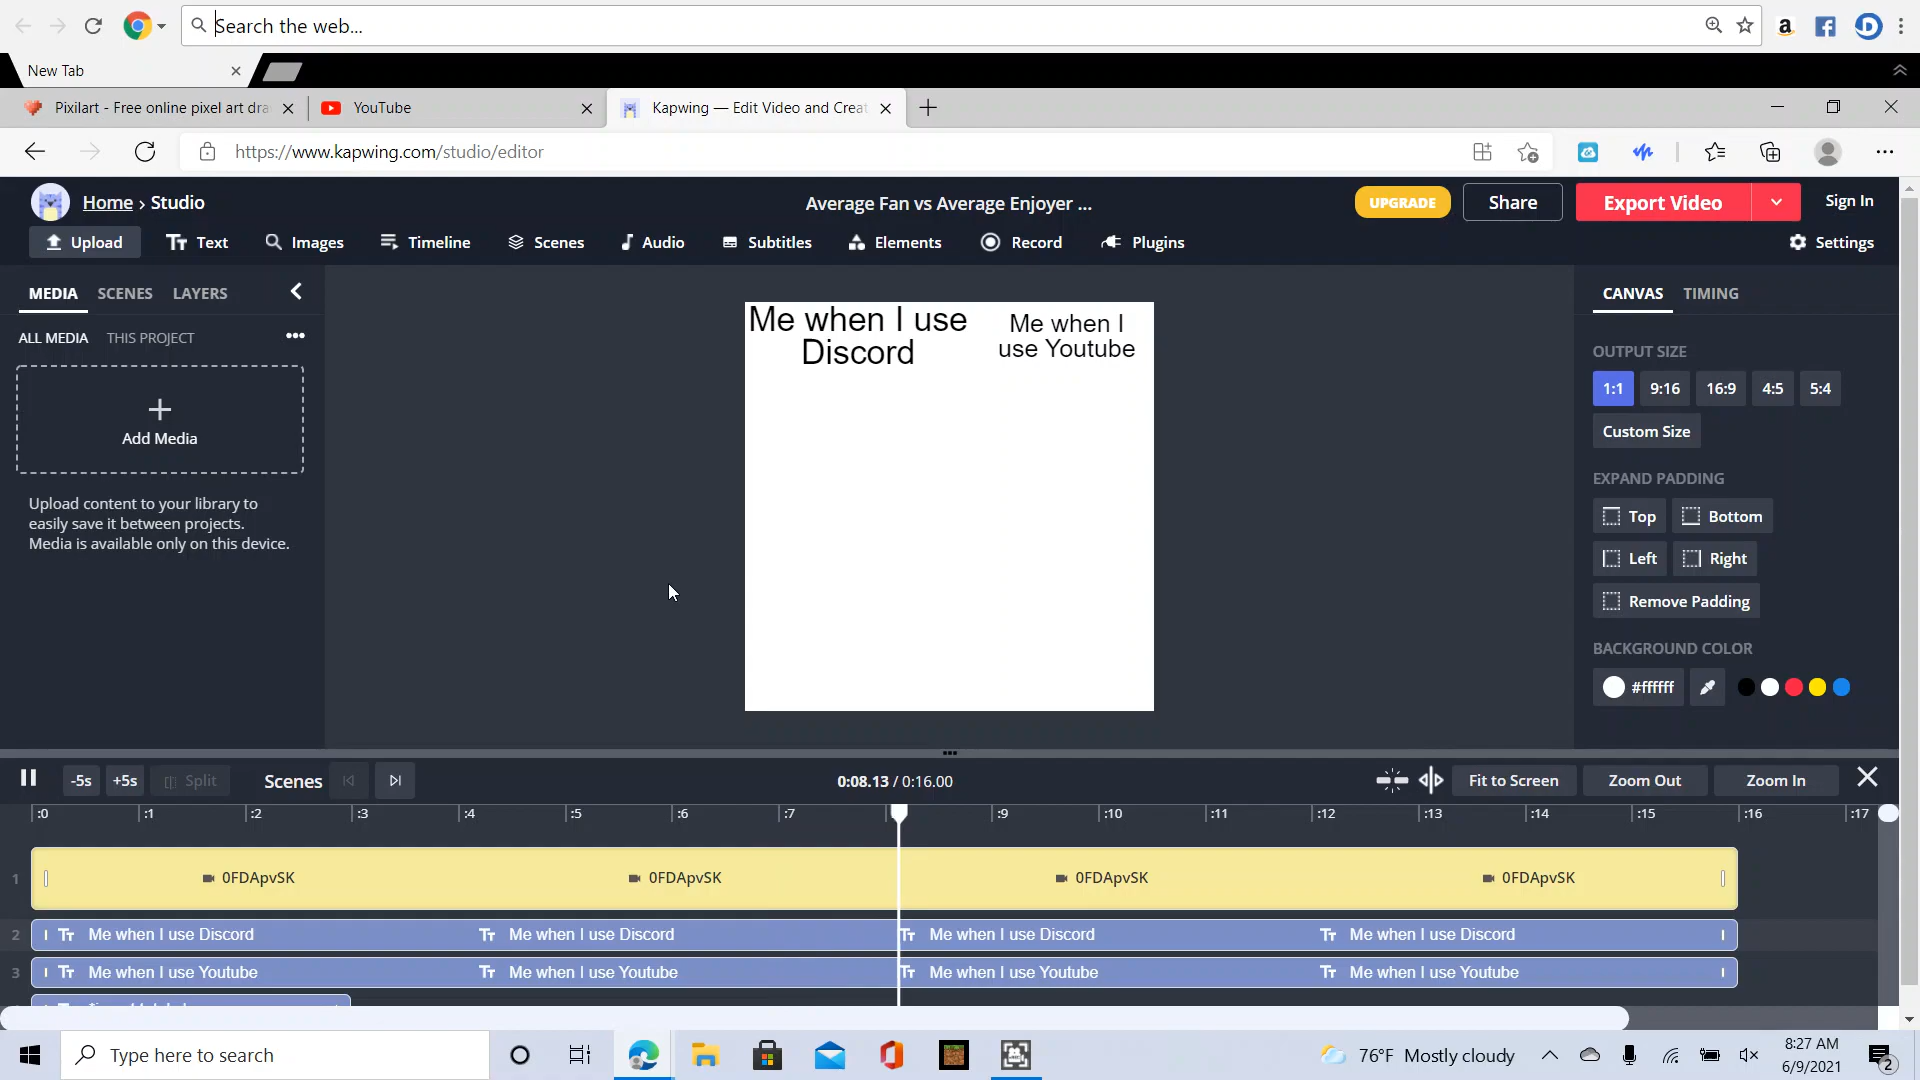 Search the web...
a
D
New Tab
Pixilart - Free online pixel art dra
YouTube
Kapwing — Edit Video and Creat
https://www.kapwing.com/studio/editor
Home › Studio
Average Fan vs Average Enjoyer ...
UPGRADE
Share
Export Video
Sign In
Upload
Text
Images
Timeline
Scenes
Audio
Subtitles
Elements
Record
Plugins
Settings
MEDIA
SCENES
LAYERS
CANVAS
TIMING
ALL MEDIA
THIS PROJECT
Add Media
Upload content to your library to
easily save it between projects.
Media is available only on this device.
Me when I use
Discord
Me when I
use Youtube
OUTPUT SIZE
1:1
9:16
16:9
4:5
5:4
Custom Size
EXPAND PADDING
Top
Bottom
Left
Right
Remove Padding
BACKGROUND COLOR
#ffffff
-5s
+5s
Split
Scenes
0:08.13 / 0:16.00
Fit to Screen
Zoom Out
Zoom In
:0 :1 :2 :3 :4 :5 :6 :7 :9 :10 :11 :12 :13 :14 :15 :16 :17
1 0FDApvSK 0FDApvSK 0FDApvSK 0FDApvSK
2 Me when I use Discord Me when I use Discord Me when I use Discord Me when I use Discord
3 Me when I use Youtube Me when I use Youtube Me when I use Youtube Me when I use Youtube
Type here to search
76°F Mostly cloudy
8:27 AM
6/9/2021
2